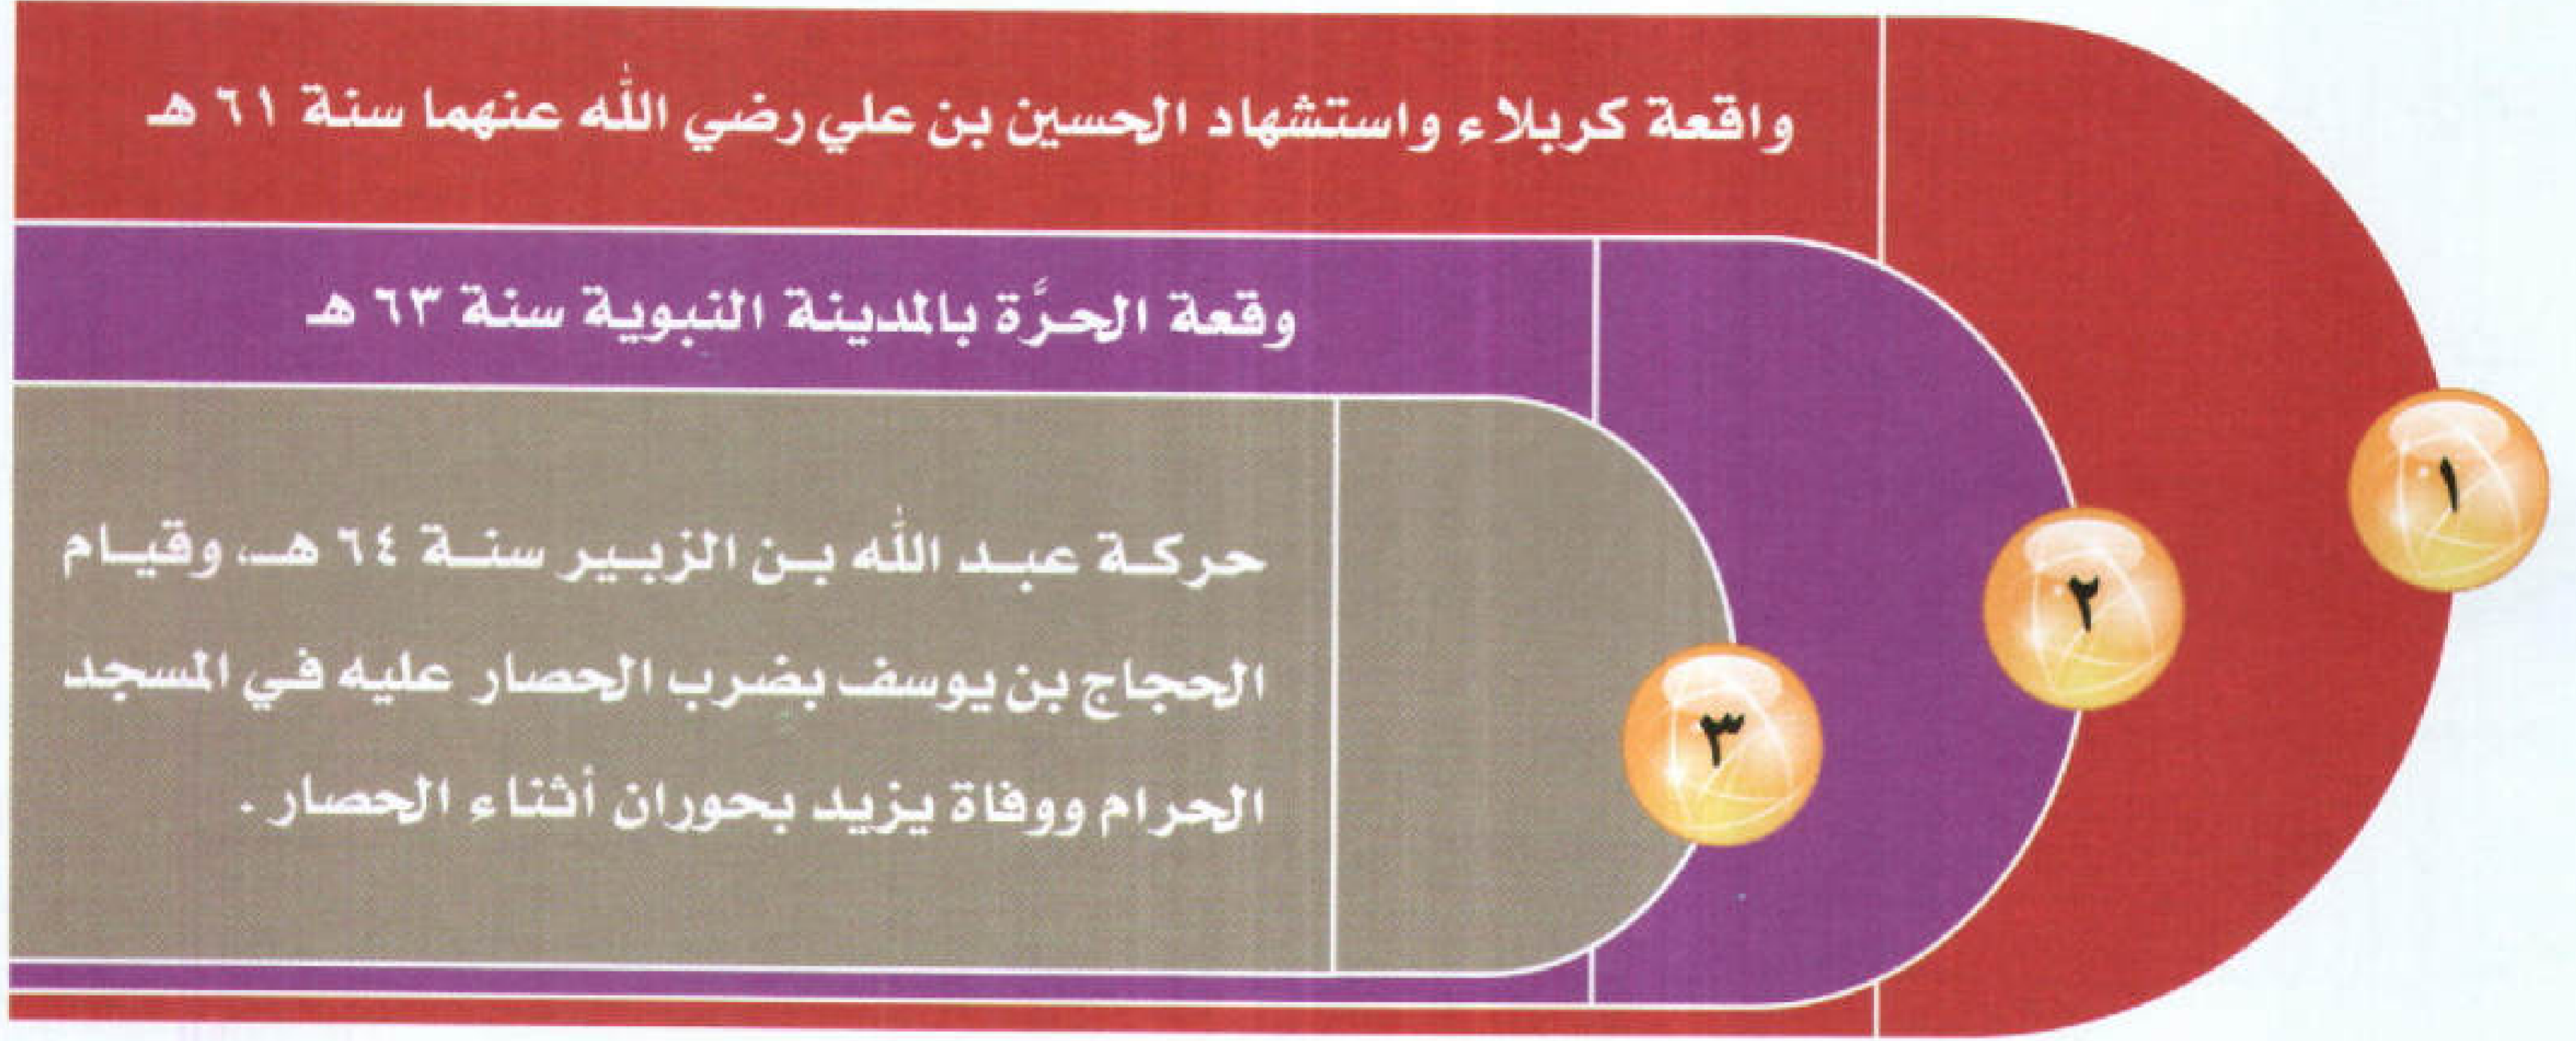 واقعة كربلاء واستشهاد الحسين بن علي رضي الله عنهما سنة ٦١ هـ
١
وقعة الحرَّة بالمدينة النبوية سنة ٦٣ هـ
٢
حركة عبد الله بن الزبير سنة ٦٤ هـ، وقيام
الحجاج بن يوسف بضرب الحصار عليه في المسجد
الحرام ووفاة يزيد بحوران أثناء الحصار.
٣